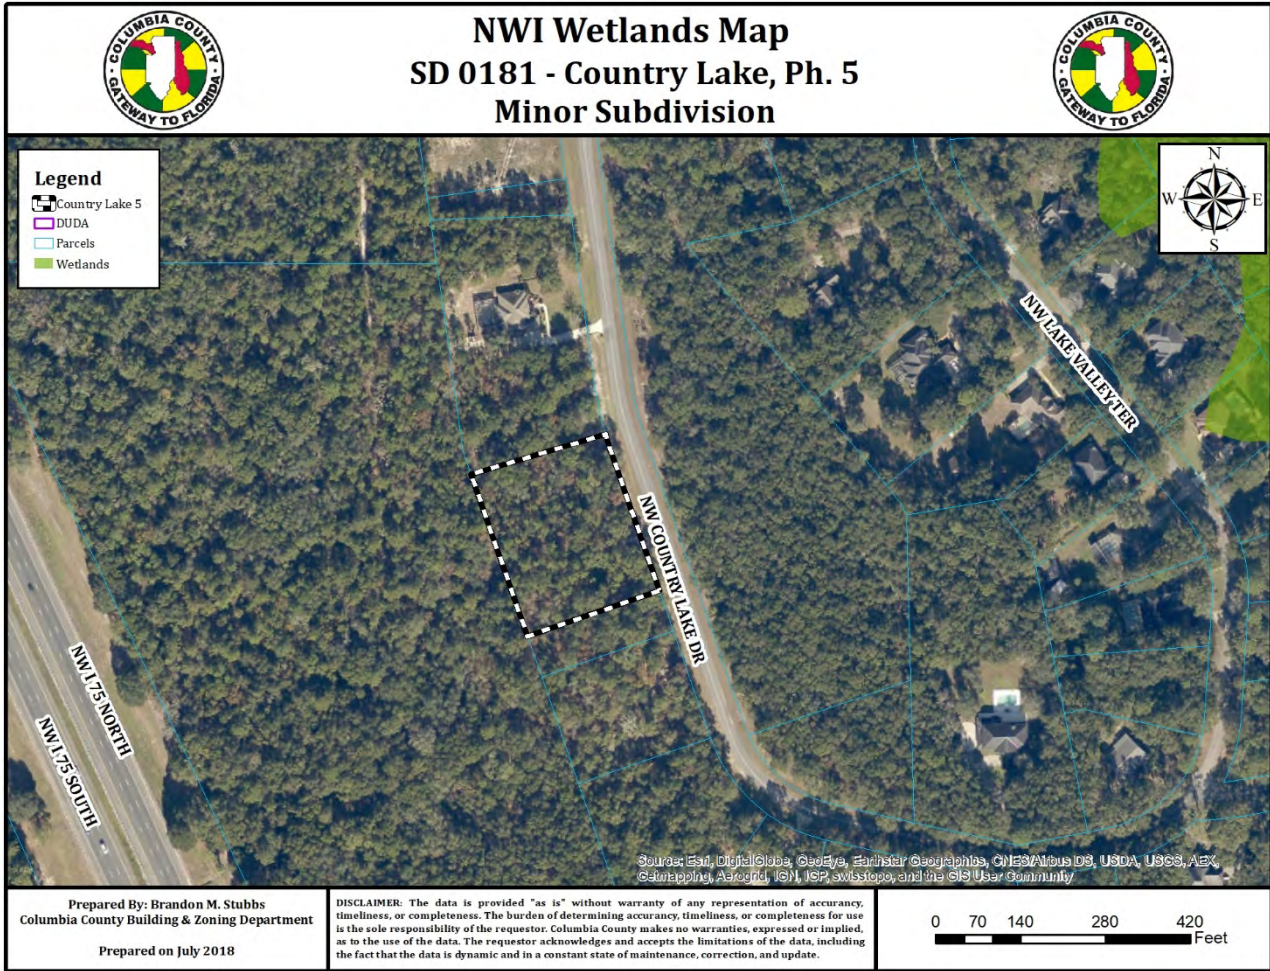 COLUMBIA COUNTY
GATEWAY TO FLORIDA
NWI Wetlands Map
SD 0181 - Country Lake, Ph. 5
Minor Subdivision
COLUMBIA COUNTY
GATEWAY TO FLORIDA
Legend
Country Lake 5
DUDA
Parcels
Wetlands
N
W E
S
NW LAKE VALLEY TER
NW COUNTRY LAKE DR
NW I 75 NORTH
NW I 75 SOUTH
Source: Esri, DigitalGlobe, GeoEye, Earthstar Geographics, CNES/Airbus DS, USDA, USGS, AEX,
Getmapping, Aerogrid, IGN, IGP, swisstopo, and the GIS User Community
Prepared By: Brandon M. Stubbs
Columbia County Building & Zoning Department
Prepared on July 2018
DISCLAIMER: The data is provided "as is" without warranty of any representation of accuracy,
timeliness, or completeness. The burden of determining accuracy, timeliness, or completeness for use
is the sole responsibility of the requestor. Columbia County makes no warranties, expressed or implied,
as to the use of the data. The requestor acknowledges and accepts the limitations of the data, including
the fact that the data is dynamic and in a constant state of maintenance, correction, and update.
0 70 140 280 420
Feet